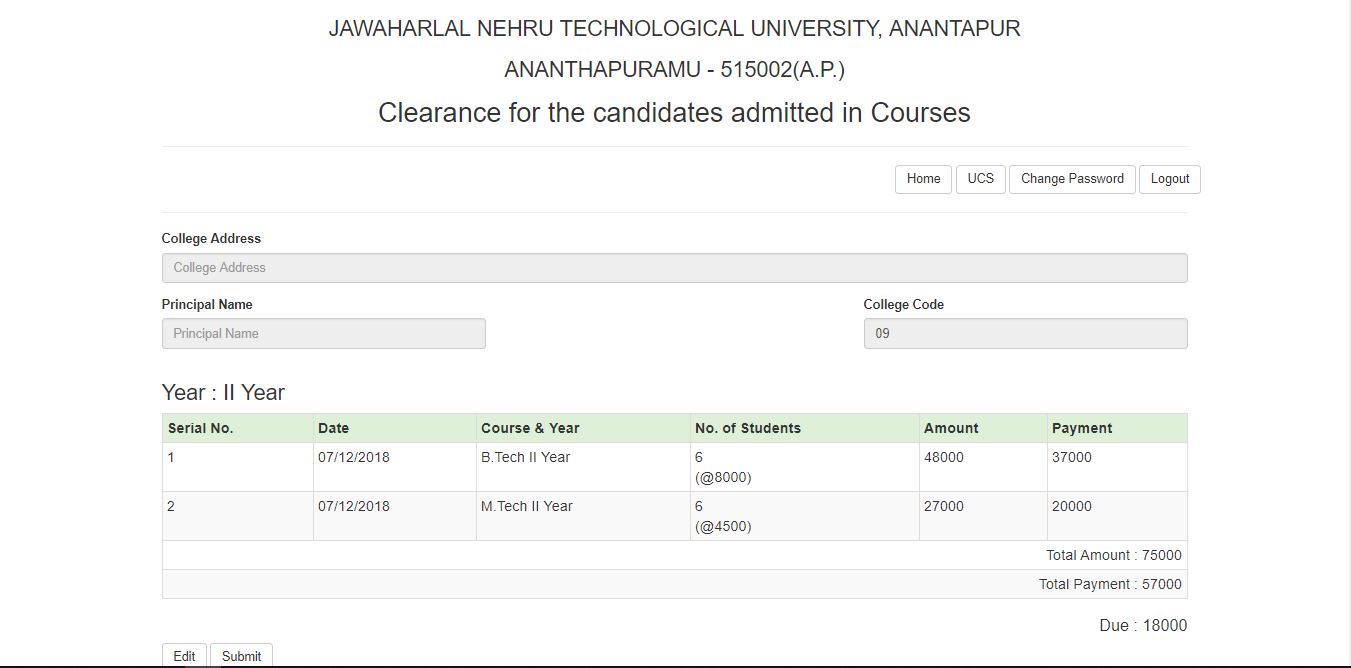 JAWAHARLAL NEHRU TECHNOLOGICAL UNIVERSITY, ANANTAPUR
ANANTHAPURAMU - 515002(A.P.)
Clearance for the candidates admitted in Courses
Home UCS Change Password Logout
College Address
College Address
Principal Name College Code
Principal Name 09
Year : II Year
Serial No. Date Course & Year No. of Students Amount Payment
1 07/12/2018 B.Tech II Year 6 48000 37000
(@8000)
2 07/12/2018 M.Tech II Year 6 27000 20000
(@4500)
Total Amount : 75000
Total Payment : 57000
Due : 18000
Edit Submit